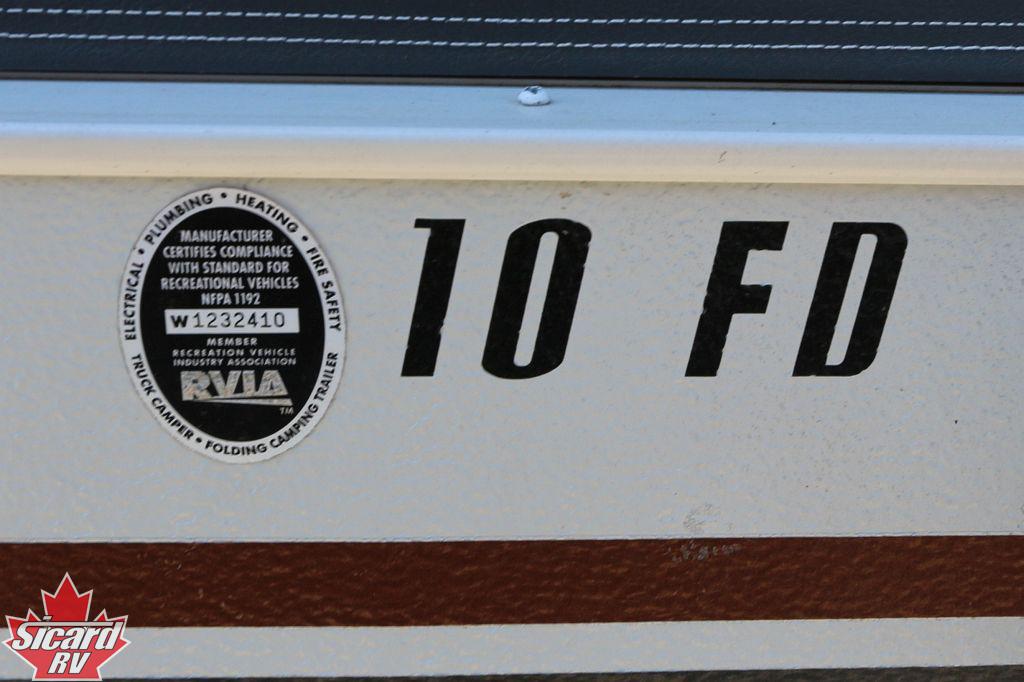 ELECTRICAL • PLUMBING • HEATING • FIRE SAFETY
MANUFACTURER
CERTIFIES COMPLIANCE
WITH STANDARD FOR
RECREATIONAL VEHICLES
NFPA 1192
W1232410
MEMBER
RECREATION VEHICLE
INDUSTRY ASSOCIATION
RVIA
TM
TRUCK CAMPER • FOLDING CAMPING TRAILER
10 FD
Sicard
RV